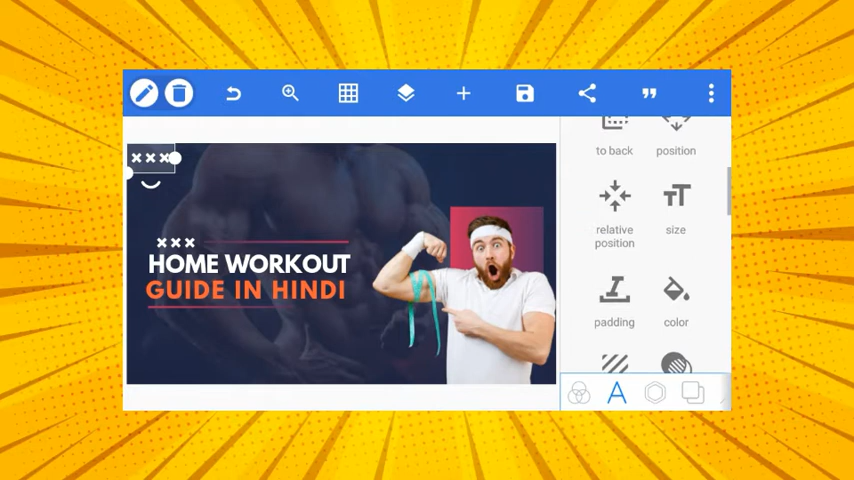 to back
position
relative
position
size
padding
color
×××
×××
HOME WORKOUT
GUIDE IN HINDI
A